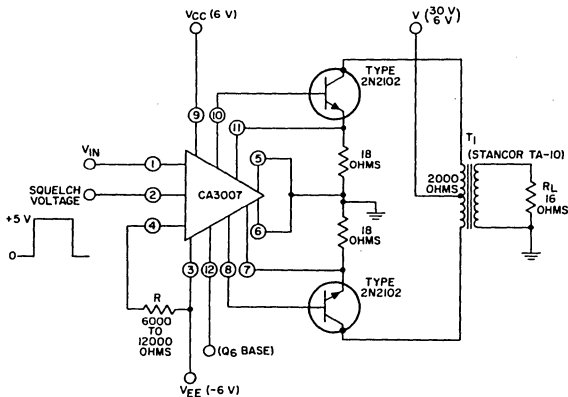 VCC (6 V)
V (30 V
6 V)
TYPE
2N2102
9
10
11
VIN
1
5
T1
(STANCOR TA-10)
18
OHMS
SQUELCH
VOLTAGE
2
CA3007
2000
OHMS
RL
16
OHMS
+5 V
4
6
18
OHMS
0
3
12
8
7
R
6000
TO
12000
OHMS
TYPE
2N2102
(Q6 BASE)
VEE (-6 V)